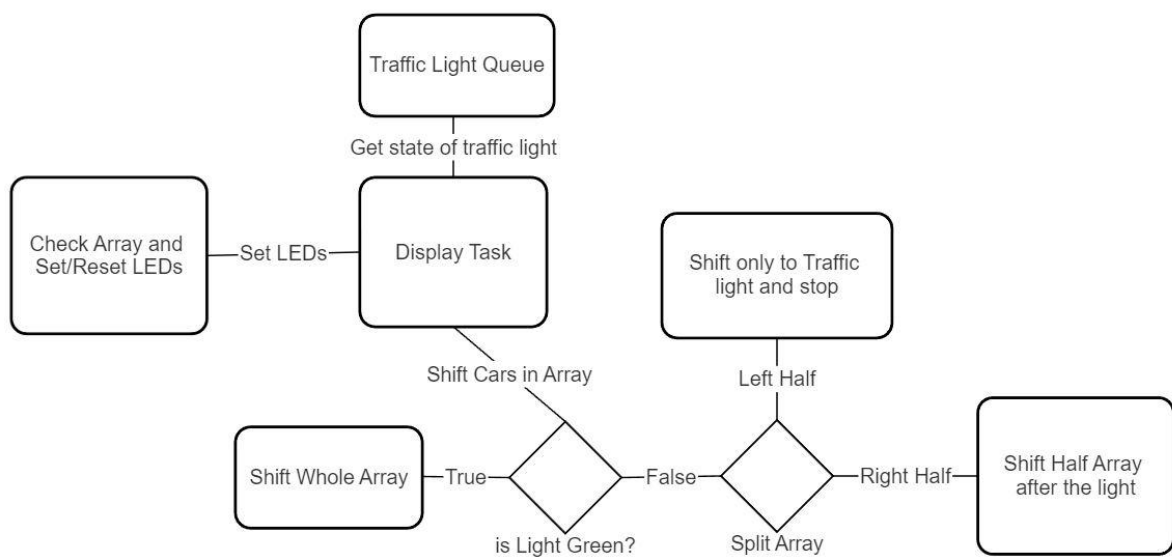 Traffic Light Queue
Get state of traffic light
Check Array and
Set/Reset LEDs
Set LEDs
Display Task
Shift only to Traffic
light and stop
Shift Cars in Array
Left Half
Shift Whole Array
True
False
Right Half
Shift Half Array
after the light
is Light Green?
Split Array